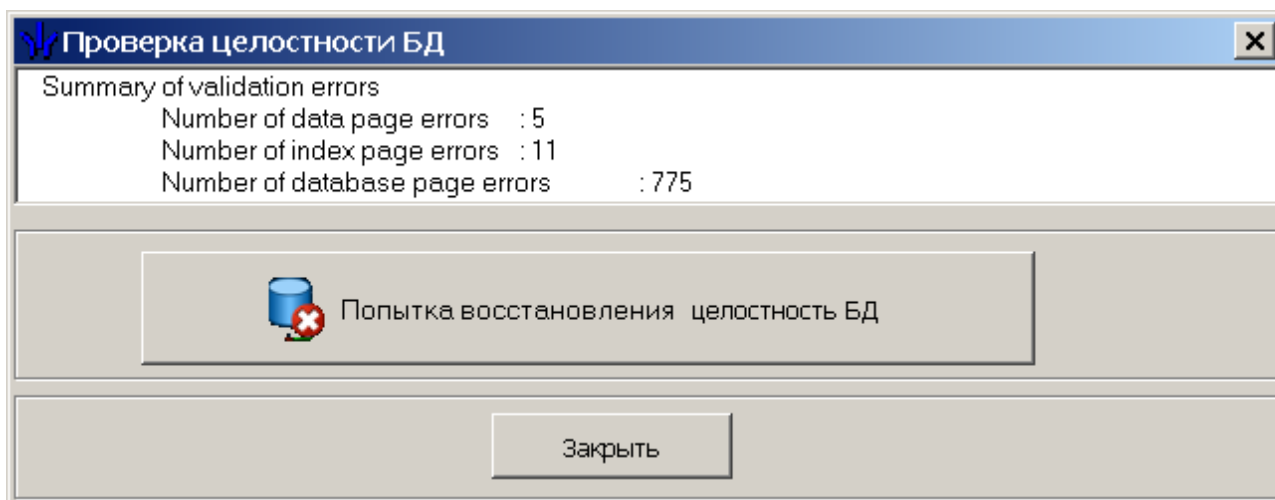 Проверка целостности БД
Summary of validation errors
Number of data page errors : 5
Number of index page errors : 11
Number of database page errors : 775
Попытка восстановления целостность БД
Закрыть